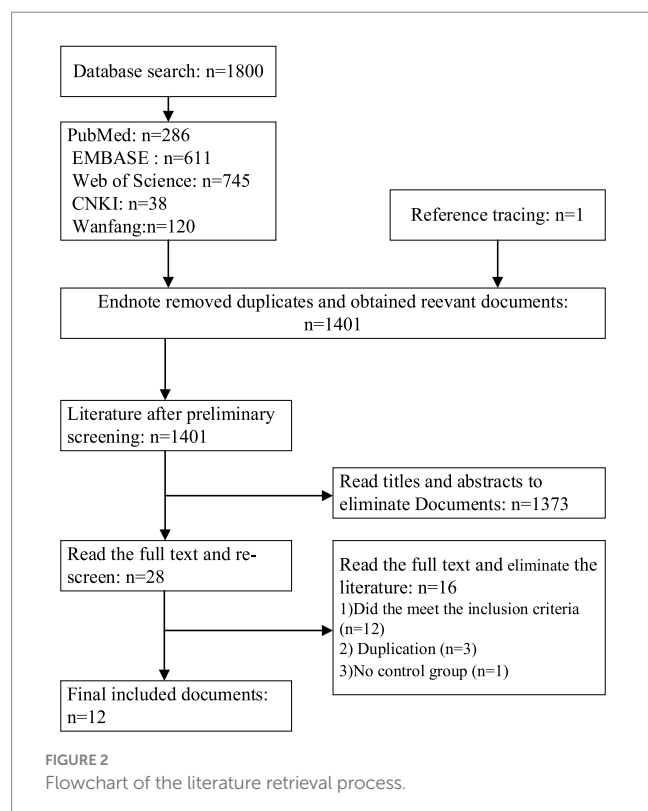 Database search: n=1800
PubMed: n=286
EMBASE : n=611
Web of Science: n=745
CNKI: n=38
Wanfang:n=120
Reference tracing: n=1
Endnote removed duplicates and obtained reevant documents:
n=1401
Literature after preliminary
screening: n=1401
Read titles and abstracts to
eliminate Documents: n=1373
Read the full text and re-
screen: n=28
Read the full text and eliminate the
literature: n=16
1)Did the meet the inclusion criteria
(n=12)
2) Duplication (n=3)
3)No control group (n=1)
Final included documents:
n=12
FIGURE 2
Flowchart of the literature retrieval process.